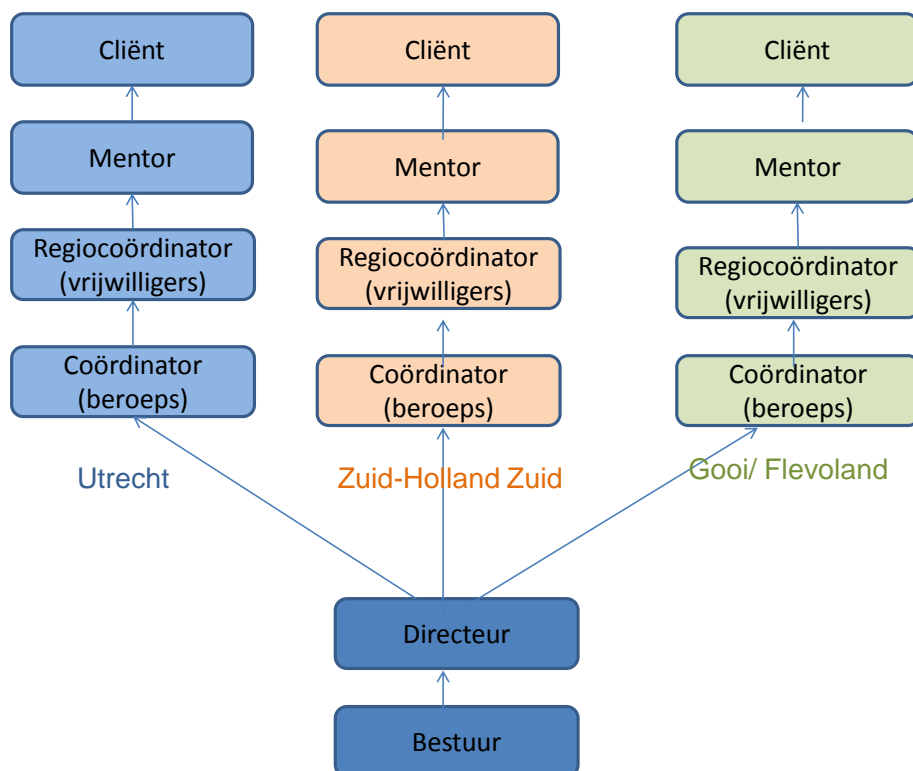 Cliënt
Cliënt
Cliënt
Mentor
Mentor
Mentor
Regiocoördinator
(vrijwilligers)
Regiocoördinator
(vrijwilligers)
Regiocoördinator
(vrijwilligers)
Coördinator
(beroeps)
Coördinator
(beroeps)
Coördinator
(beroeps)
Utrecht
Zuid-Holland Zuid
Gooi/ Flevoland
Directeur
Bestuur